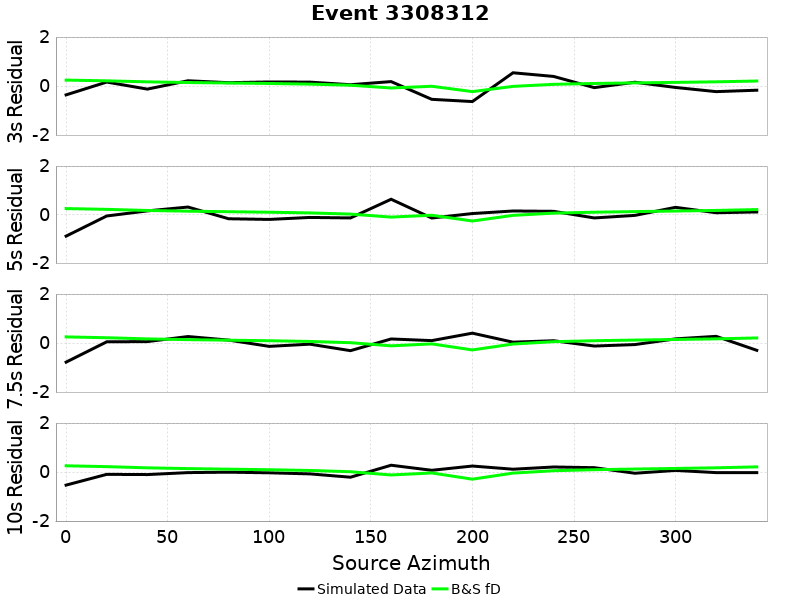 Event 3308312
3s Residual
2
0
-2
5s Residual
2
0
-2
7.5s Residual
2
0
-2
10s Residual
2
0
-2
0 50 100 150 200 250 300
Source Azimuth
Simulated Data B&S fD